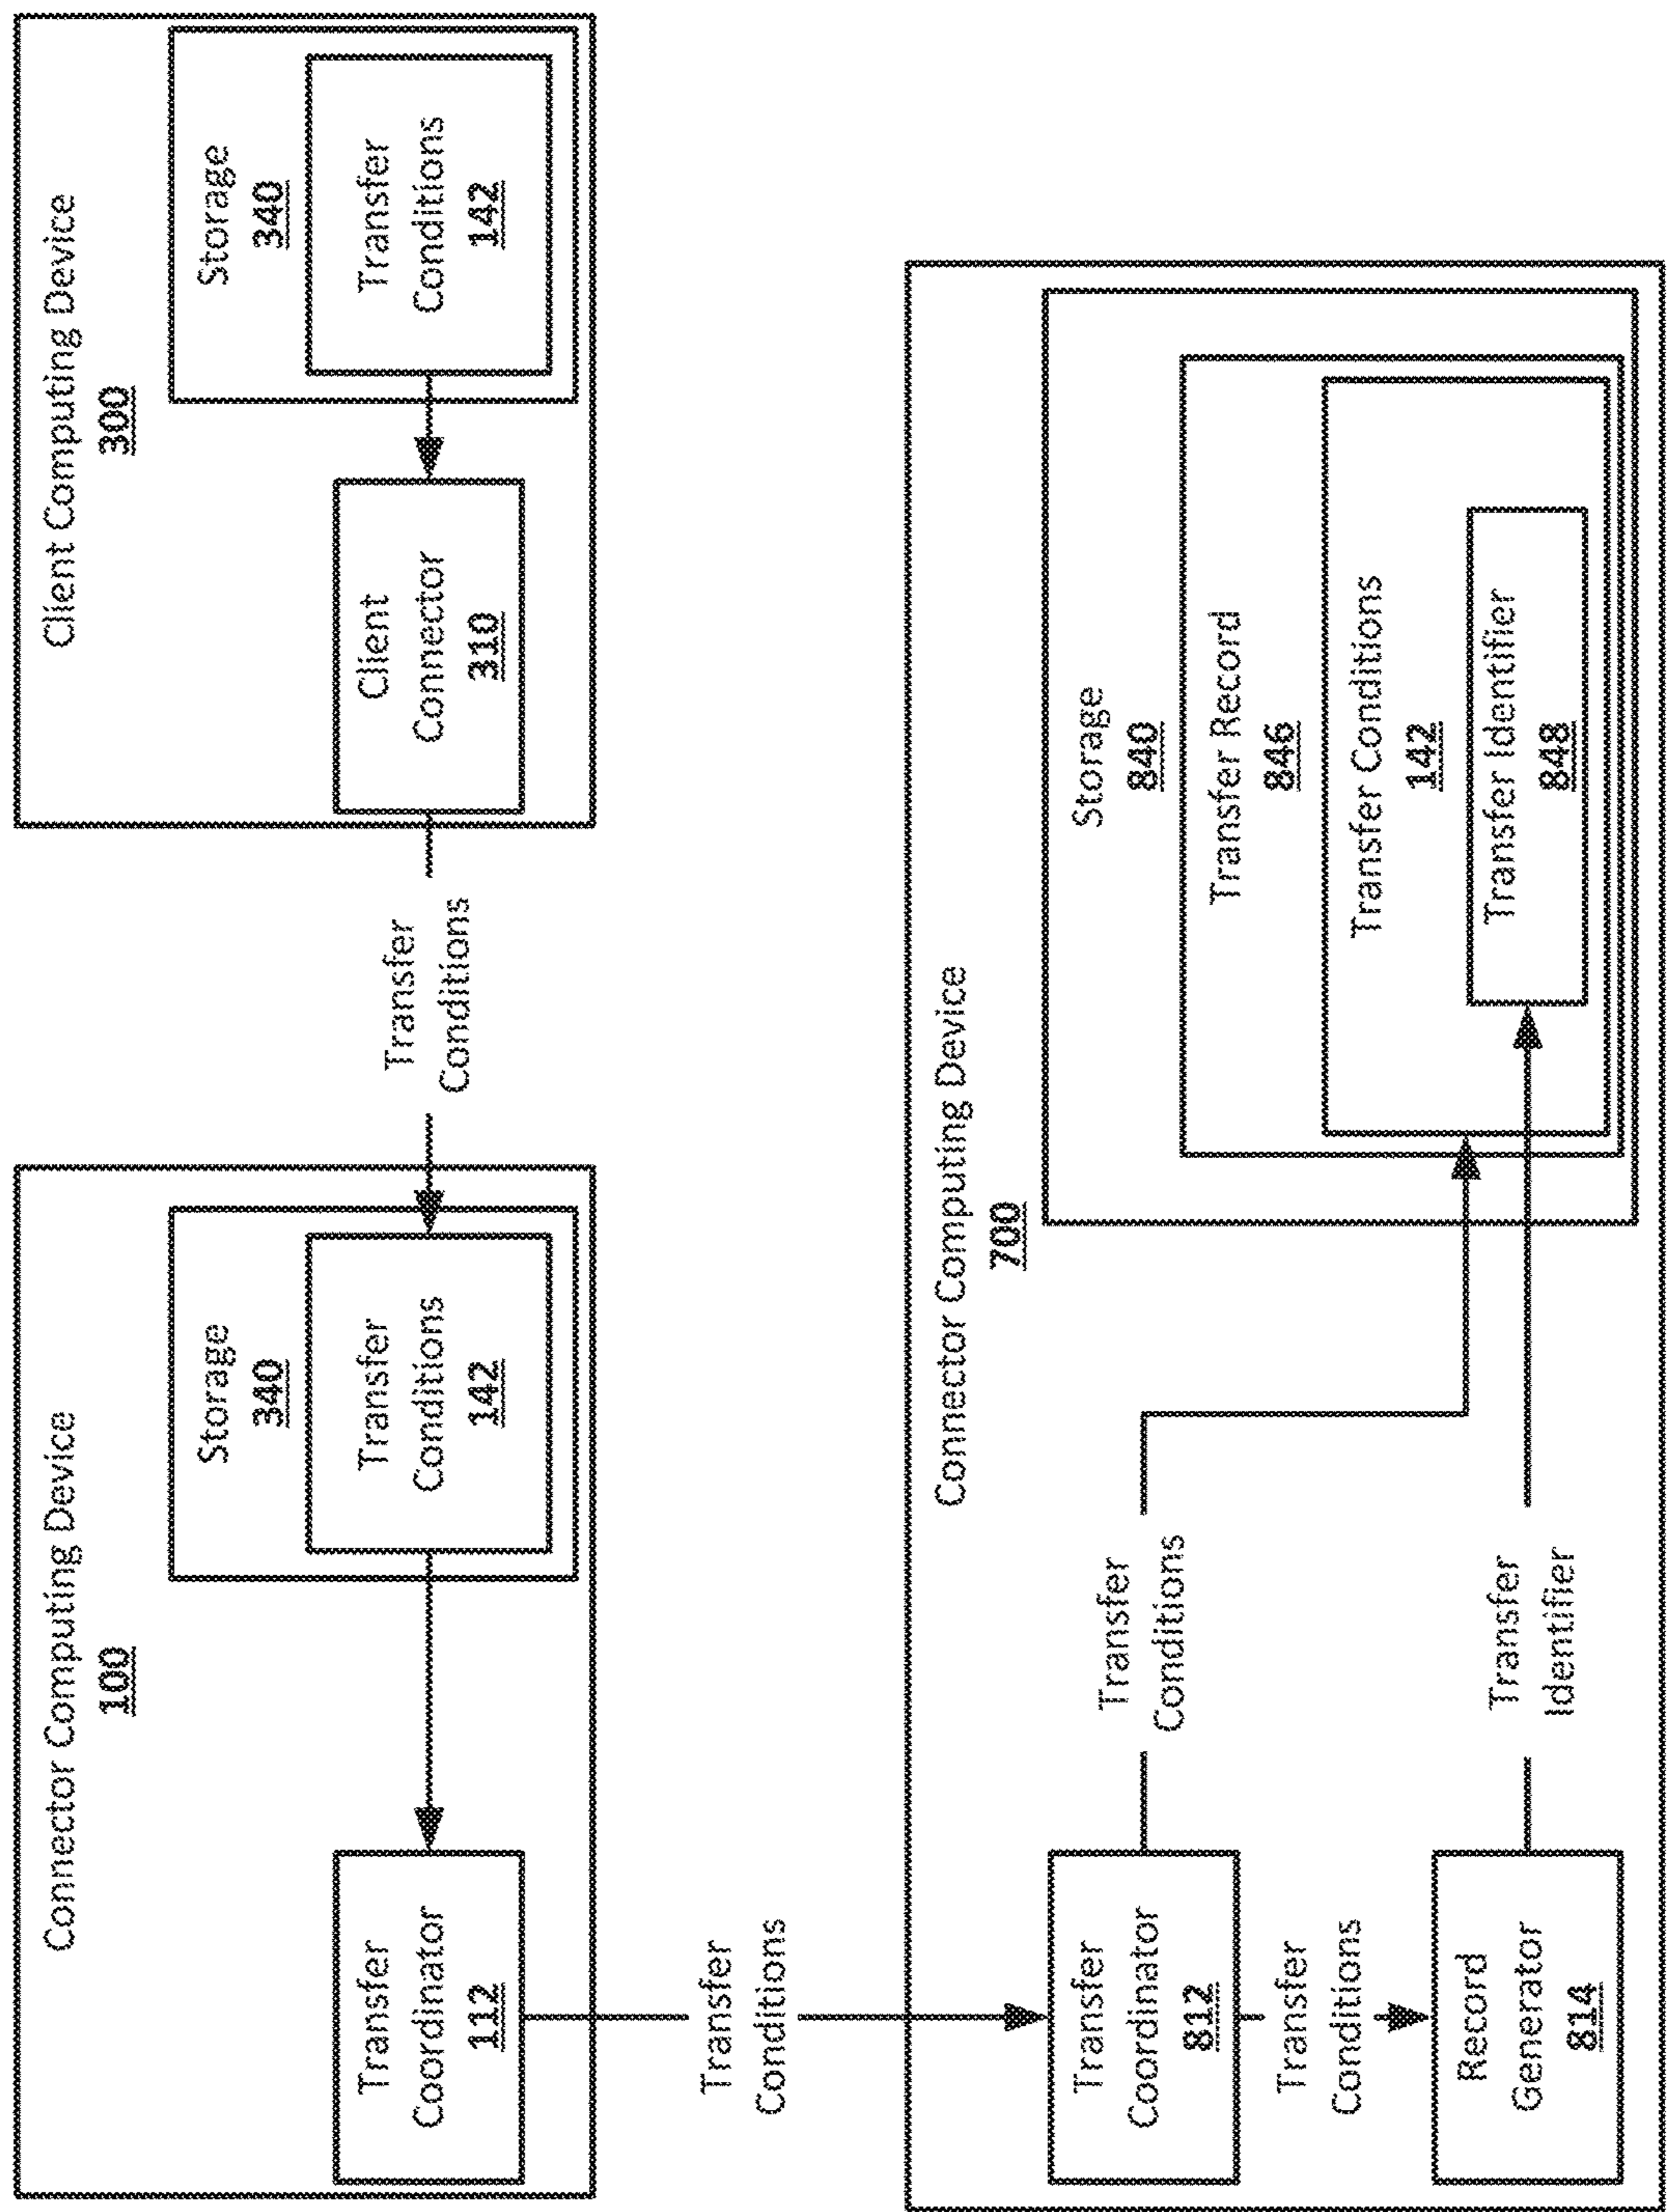 Connector Computing Device
100
Storage
340
Transfer
Conditions
142
Transfer
Coordinator
112
Transfer
Conditions
Client Computing Device
300
Storage
340
Transfer
Conditions
142
Client
Connector
310
Transfer
Conditions
Connector Computing Device
700
Transfer
Coordinator
812
Transfer
Conditions
Transfer
Conditions
Record
Generator
814
Transfer
Identifier
Storage
840
Transfer Record
846
Transfer Conditions
142
Transfer Identifier
848